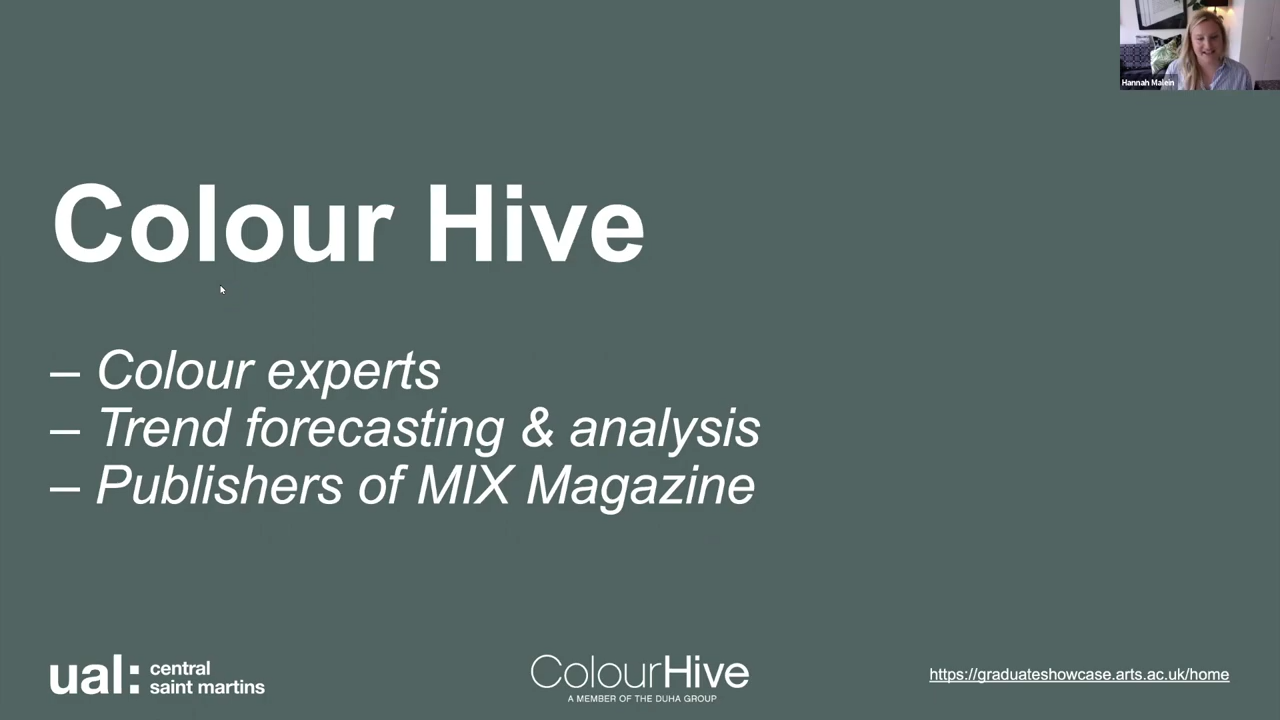 Hannah Malein
Colour Hive
– Colour experts
– Trend forecasting & analysis
– Publishers of MIX Magazine
ual: central
saint martins
ColourHive
A MEMBER OF THE DUHA GROUP
https://graduateshowcase.arts.ac.uk/home